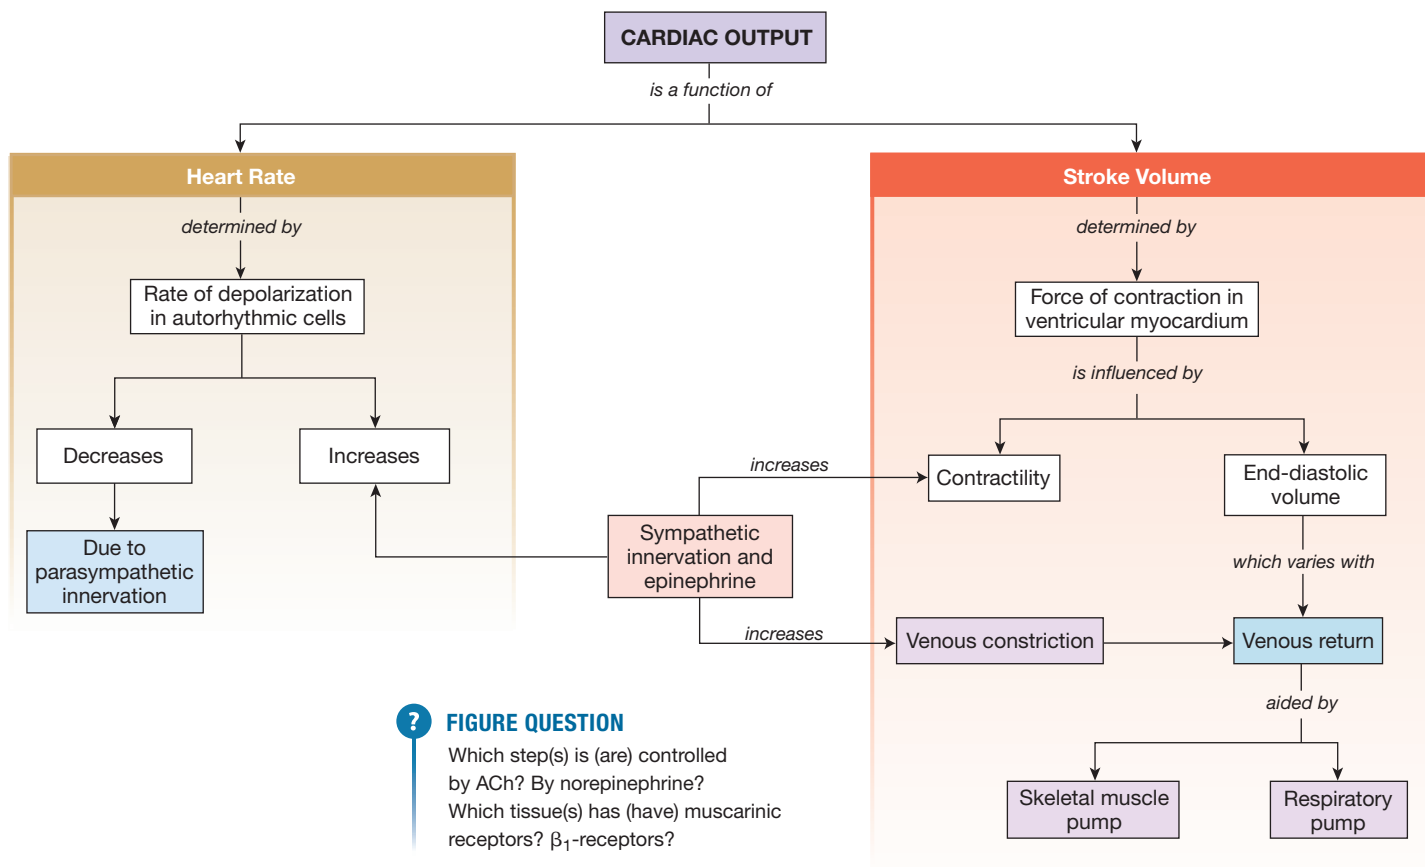 CARDIAC OUTPUT
is a function of
Heart Rate
determined by
Rate of depolarization
in autorhythmic cells
Decreases
Increases
Due to
parasympathetic
innervation
Sympathetic
innervation and
epinephrine
increases
increases
Stroke Volume
determined by
Force of contraction in
ventricular myocardium
is influenced by
Contractility
End-diastolic
volume
which varies with
Venous constriction
Venous return
aided by
Skeletal muscle
pump
Respiratory
pump
?
FIGURE QUESTION
Which step(s) is (are) controlled
by ACh? By norepinephrine?
Which tissue(s) has (have) muscarinic
receptors? β₁-receptors?